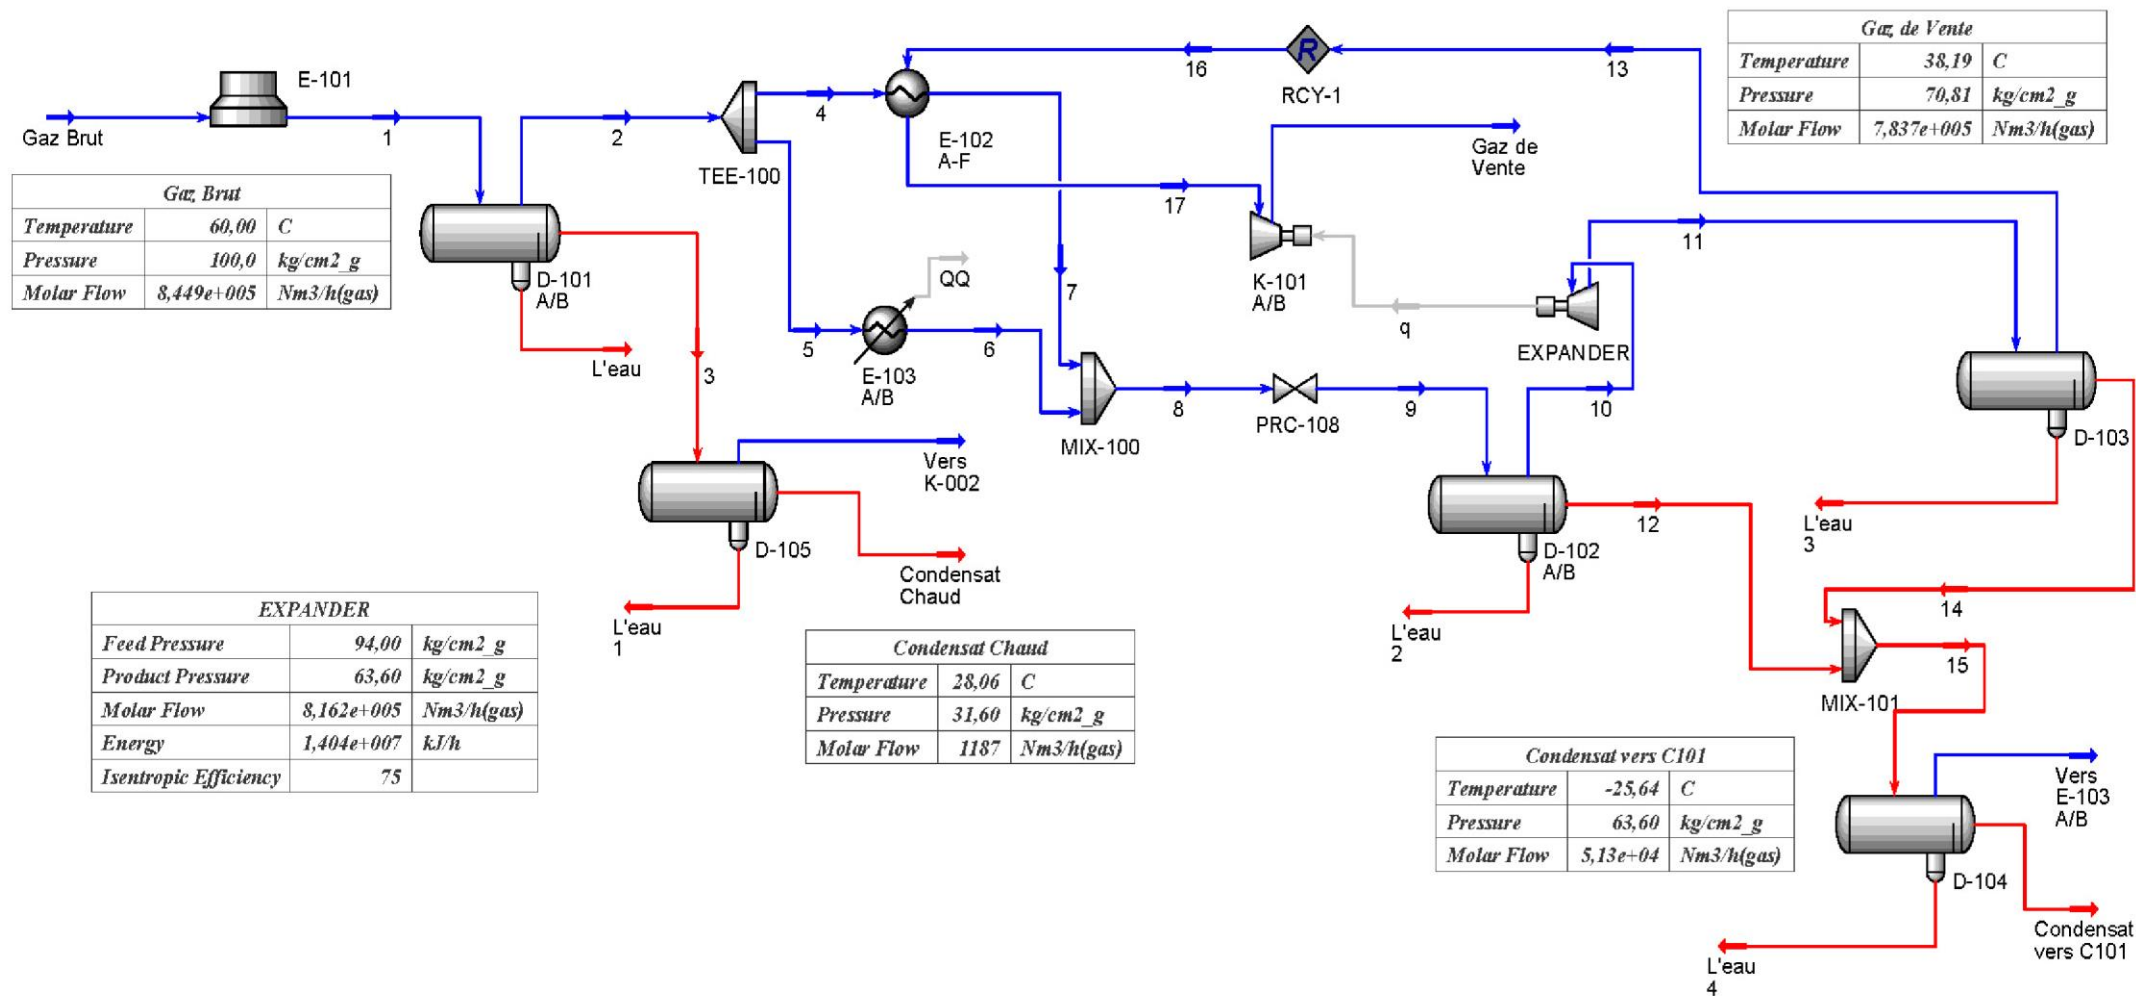 Gaz Brut
E-101
1
2
TEE-100
4
E-102
A-F
16
R
RCY-1
13
Gaz de Vente
Temperature 38,19 C
Pressure 70,81 kg/cm2_g
Molar Flow 7,837e+005 Nm3/h(gas)
Gaz Brut
Temperature 60,00 C
Pressure 100,0 kg/cm2_g
Molar Flow 8,449e+005 Nm3/h(gas)
D-101
A/B
L'eau
3
5
E-103
A/B
QQ
6
7
17
Gaz de
Vente
K-101
A/B
q
EXPANDER
11
MIX-100
8
PRC-108
9
10
D-103
L'eau
3
Vers
K-002
D-105
Condensat
Chaud
L'eau
1
D-102
A/B
12
L'eau
2
14
15
MIX-101
EXPANDER
Feed Pressure 94,00 kg/cm2_g
Product Pressure 63,60 kg/cm2_g
Molar Flow 8,162e+005 Nm3/h(gas)
Energy 1,404e+007 kJ/h
Isentropic Efficiency 75
Condensat Chaud
Temperature 28,06 C
Pressure 31,60 kg/cm2_g
Molar Flow 1187 Nm3/h(gas)
Condensat vers C101
Temperature -25,64 C
Pressure 63,60 kg/cm2_g
Molar Flow 5,13e+04 Nm3/h(gas)
Vers
E-103
A/B
D-104
Condensat
vers C101
L'eau
4